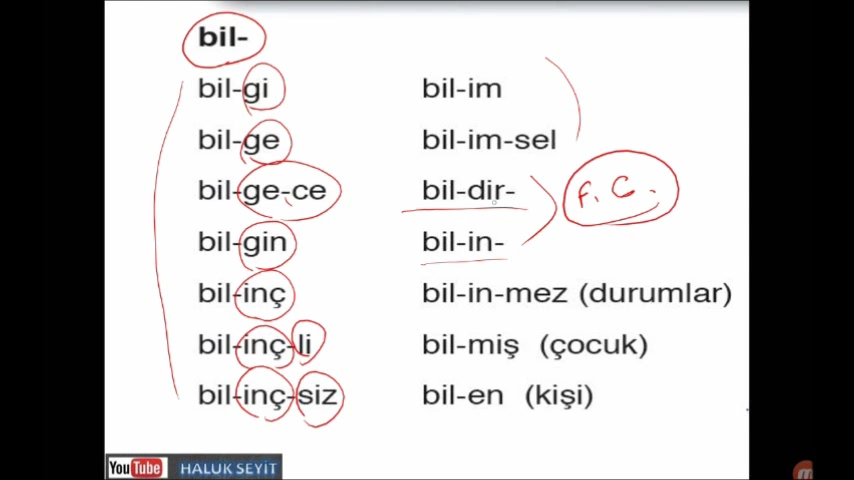 bil-
bil-gi
bil-ge
bil-ge-ce
bil-gin
bil-inç
bil-inç-li
bil-inç-siz
bil-im
bil-im-sel
bil-dir-
bil-in-
bil-in-mez (durumlar)
bil-miş (çocuk)
bil-en (kişi)
F. Ç.
YouTube HALUK SEYİT